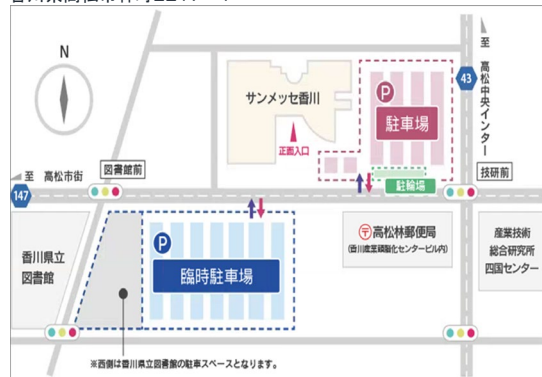 N
サンメッセ香川
正面入口
P
駐車場
43
至 高松中央インター
至 高松市街
図書館前
技研前
駐輪場
147
香川県立
図書館
P
臨時駐車場
〒高松林郵便局
(香川産業頭脳化センタービル内)
産業技術
総合研究所
四国センター
※西側は香川県立図書館の駐車スペースとなります。